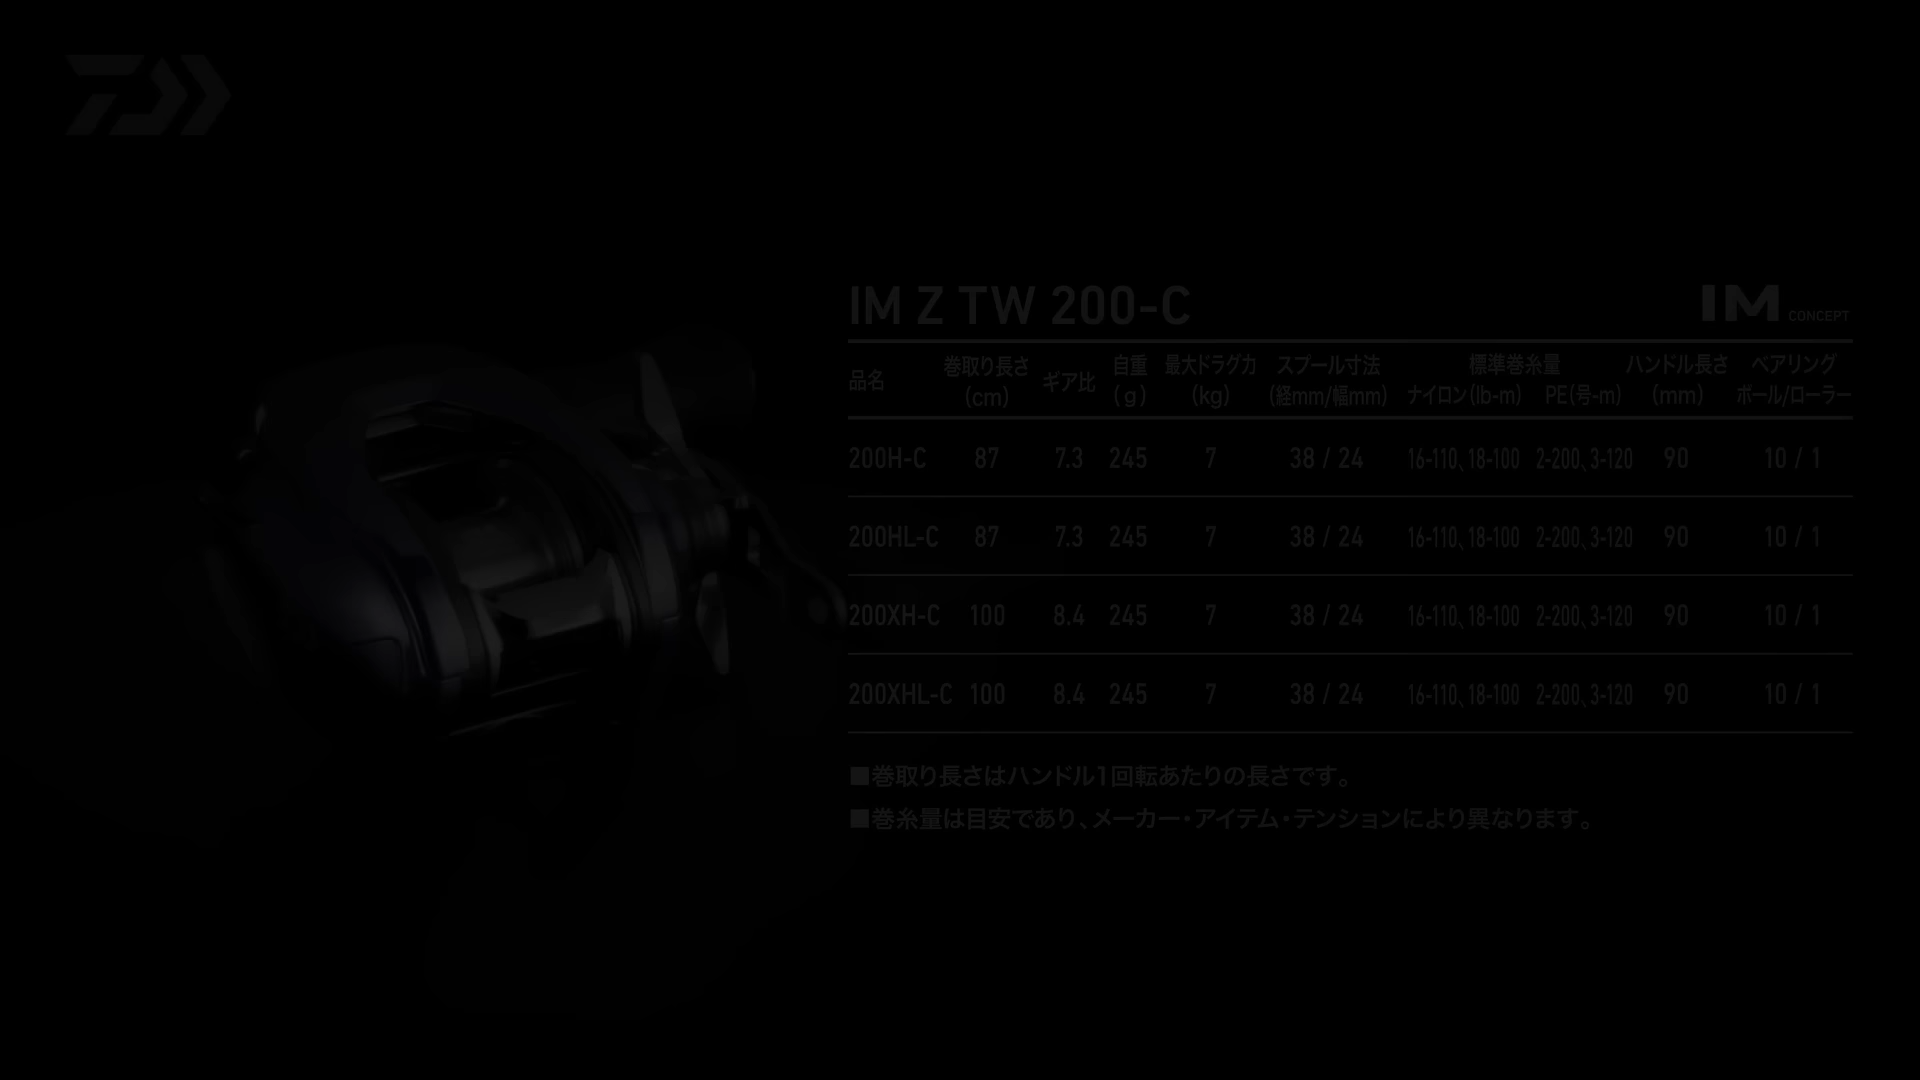 IM Z TW 200-C
IM CONCEPT
品名 巻取り長さ(cm) ギア比 自重(g) 最大ドラグ力(kg) スプール寸法(経mm/幅mm) 標準巻糸量 ナイロン(lb-m) PE(号-m) ハンドル長さ(mm) ベアリング ボール/ローラー
200H-C 87 7.3 245 7 38 / 24 16-110、18-100 2-200、3-120 90 10 / 1
200HL-C 87 7.3 245 7 38 / 24 16-110、18-100 2-200、3-120 90 10 / 1
200XH-C 100 8.4 245 7 38 / 24 16-110、18-100 2-200、3-120 90 10 / 1
200XHL-C 100 8.4 245 7 38 / 24 16-110、18-100 2-200、3-120 90 10 / 1
■巻取り長さはハンドル1回転あたりの長さです。
■巻糸量は目安であり、メーカー・アイテム・テンションにより異なります。